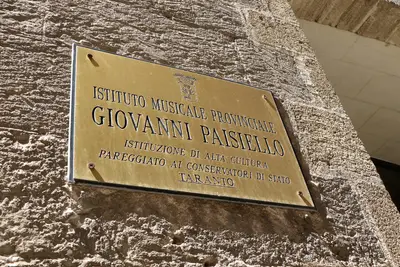 ISTITUTO MUSICALE PROVINCIALE
GIOVANNI PAISIELLO
ISTITUZIONE DI ALTA CULTURA
PAREGGIATO AI CONSERVATORI DI STATO
TARANTO